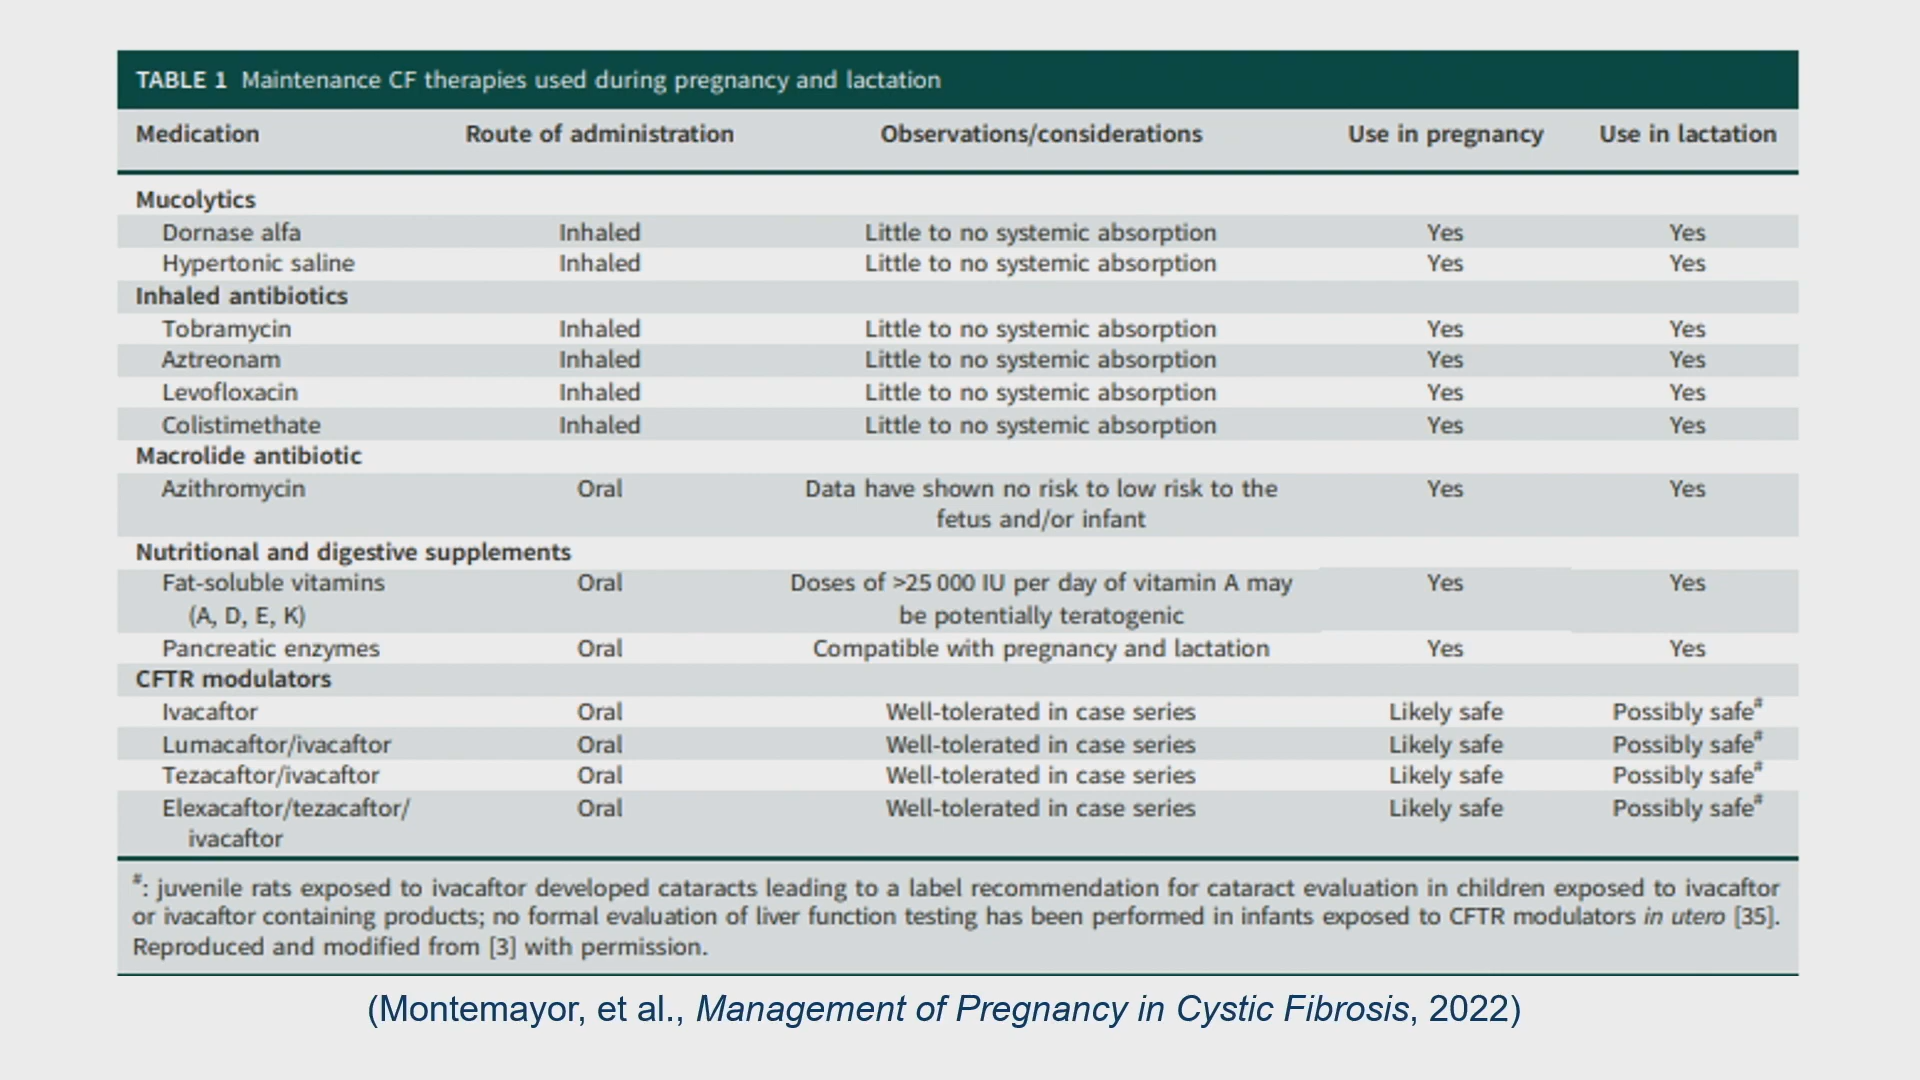 TABLE 1 Maintenance CF therapies used during pregnancy and lactation
Medication Route of administration Observations/considerations Use in pregnancy Use in lactation
Mucolytics
Dornase alfa Inhaled Little to no systemic absorption Yes Yes
Hypertonic saline Inhaled Little to no systemic absorption Yes Yes
Inhaled antibiotics
Tobramycin Inhaled Little to no systemic absorption Yes Yes
Aztreonam Inhaled Little to no systemic absorption Yes Yes
Levofloxacin Inhaled Little to no systemic absorption Yes Yes
Colistimethate Inhaled Little to no systemic absorption Yes Yes
Macrolide antibiotic
Azithromycin Oral Data have shown no risk to low risk to the Yes Yes
fetus and/or infant
Nutritional and digestive supplements
Fat-soluble vitamins Oral Doses of >25 000 IU per day of vitamin A may Yes Yes
(A, D, E, K) be potentially teratogenic
Pancreatic enzymes Oral Compatible with pregnancy and lactation Yes Yes
CFTR modulators
Ivacaftor Oral Well-tolerated in case series Likely safe Possibly safe#
Lumacaftor/ivacaftor Oral Well-tolerated in case series Likely safe Possibly safe#
Tezacaftor/ivacaftor Oral Well-tolerated in case series Likely safe Possibly safe#
Elexacaftor/tezacaftor/ Oral Well-tolerated in case series Likely safe Possibly safe#
ivacaftor
#: juvenile rats exposed to ivacaftor developed cataracts leading to a label recommendation for cataract evaluation in children exposed to ivacaftor
or ivacaftor containing products; no formal evaluation of liver function testing has been performed in infants exposed to CFTR modulators in utero [35].
Reproduced and modified from [3] with permission.
(Montemayor, et al., Management of Pregnancy in Cystic Fibrosis, 2022)